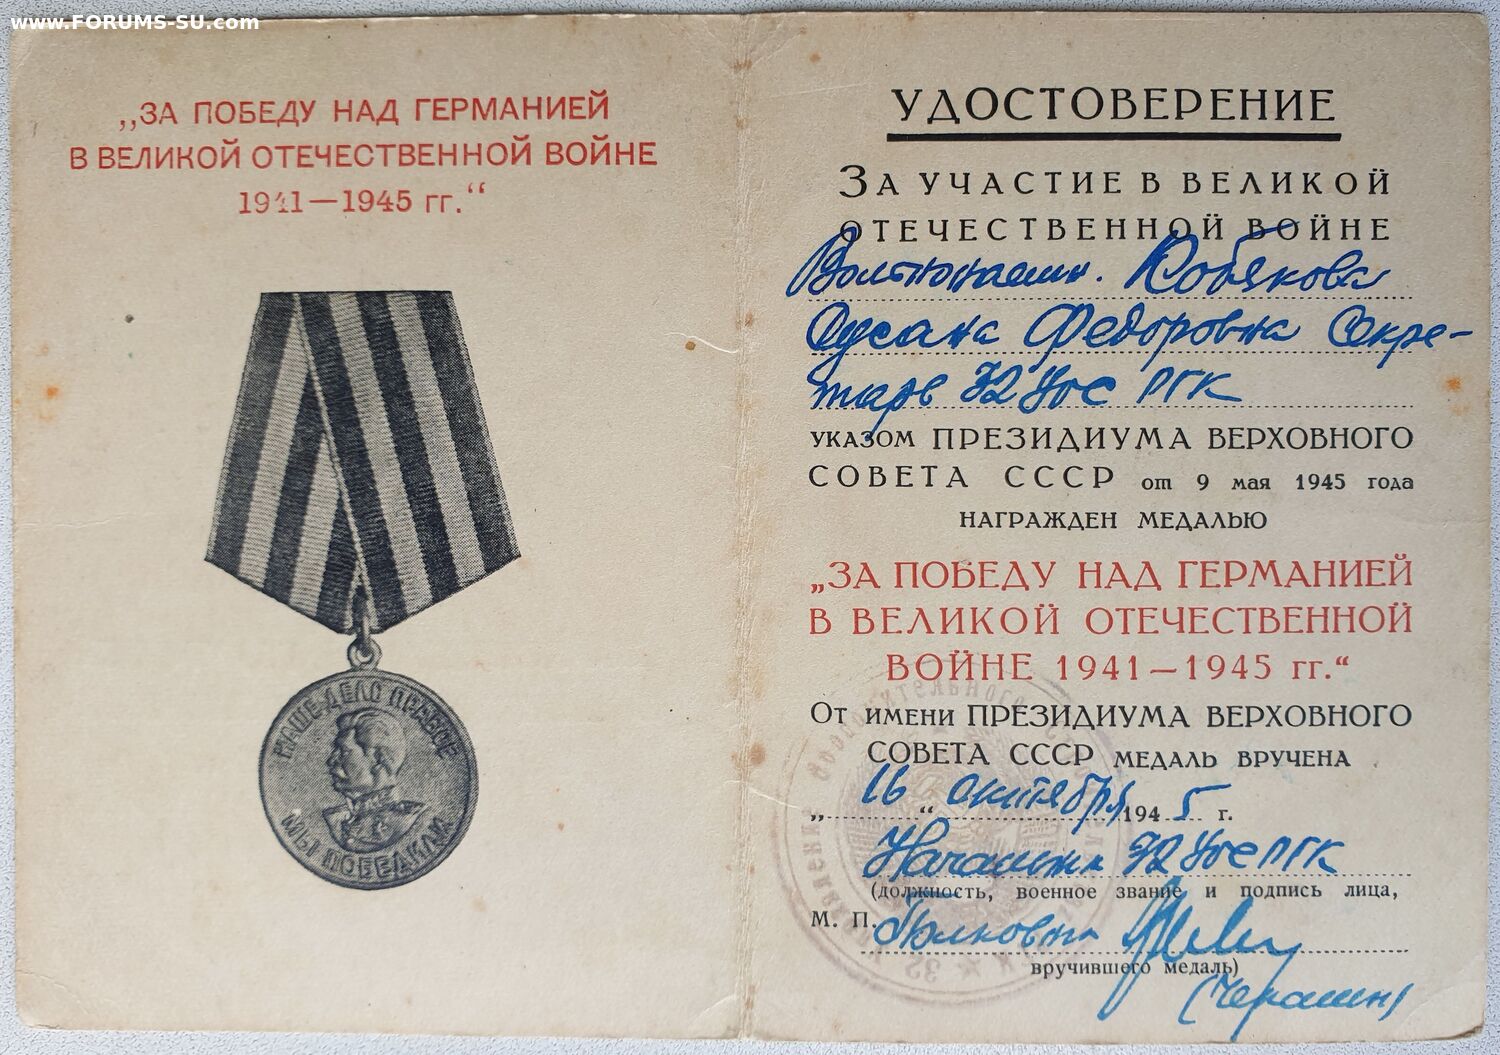 www.FORUMS-SU.com
„ЗА ПОБЕДУ НАД ГЕРМАНИЕЙ
В ВЕЛИКОЙ ОТЕЧЕСТВЕННОЙ ВОЙНЕ
1941—1945 гг.“
НАШЕ ДЕЛО ПРАВОЕ
МЫ ПОБЕДИЛИ
УДОСТОВЕРЕНИЕ
ЗА УЧАСТИЕ В ВЕЛИКОЙ
ОТЕЧЕСТВЕННОЙ ВОЙНЕ
Вольнонаемн. Кобякова
Федоровна Секре-
тарь 32 УОС РГК
УКАЗОМ ПРЕЗИДИУМА ВЕРХОВНОГО
СОВЕТА СССР от 9 мая 1945 года
НАГРАЖДЕН МЕДАЛЬЮ
„ЗА ПОБЕДУ НАД ГЕРМАНИЕЙ
В ВЕЛИКОЙ ОТЕЧЕСТВЕННОЙ
ВОЙНЕ 1941—1945 гг.“
ОТ ИМЕНИ ПРЕЗИДИУМА ВЕРХОВНОГО
СОВЕТА СССР МЕДАЛЬ ВРУЧЕНА
„16“ октября 1945 г.
Начальник 32 УОС РГК
(должность, военное звание и подпись лица,
М. П. Полковник
вручившего медаль)